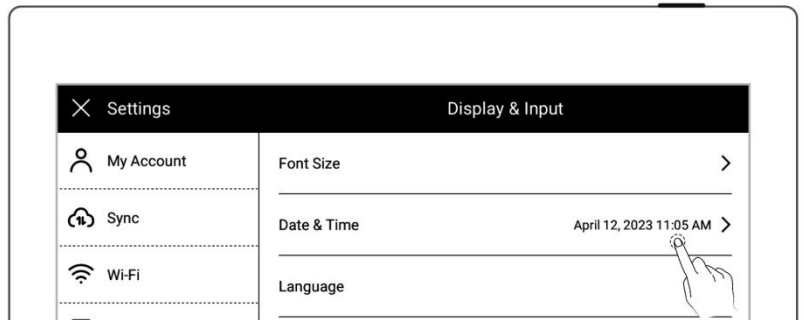 Settings
Display & Input
My Account
Sync
Wi-Fi
Font Size
Date & Time April 12, 2023 11:05 AM
Language